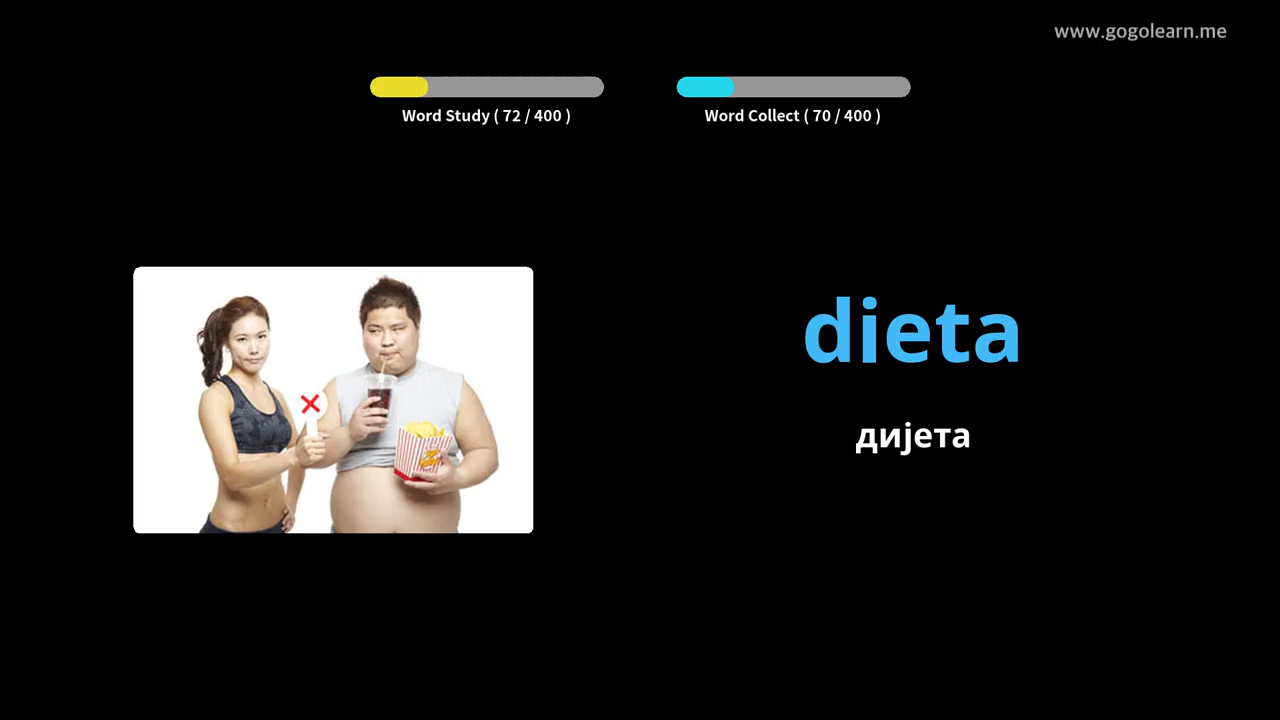 www.gogolearn.me
Word Study ( 72 / 400 )
Word Collect ( 70 / 400 )
dieta
дијета